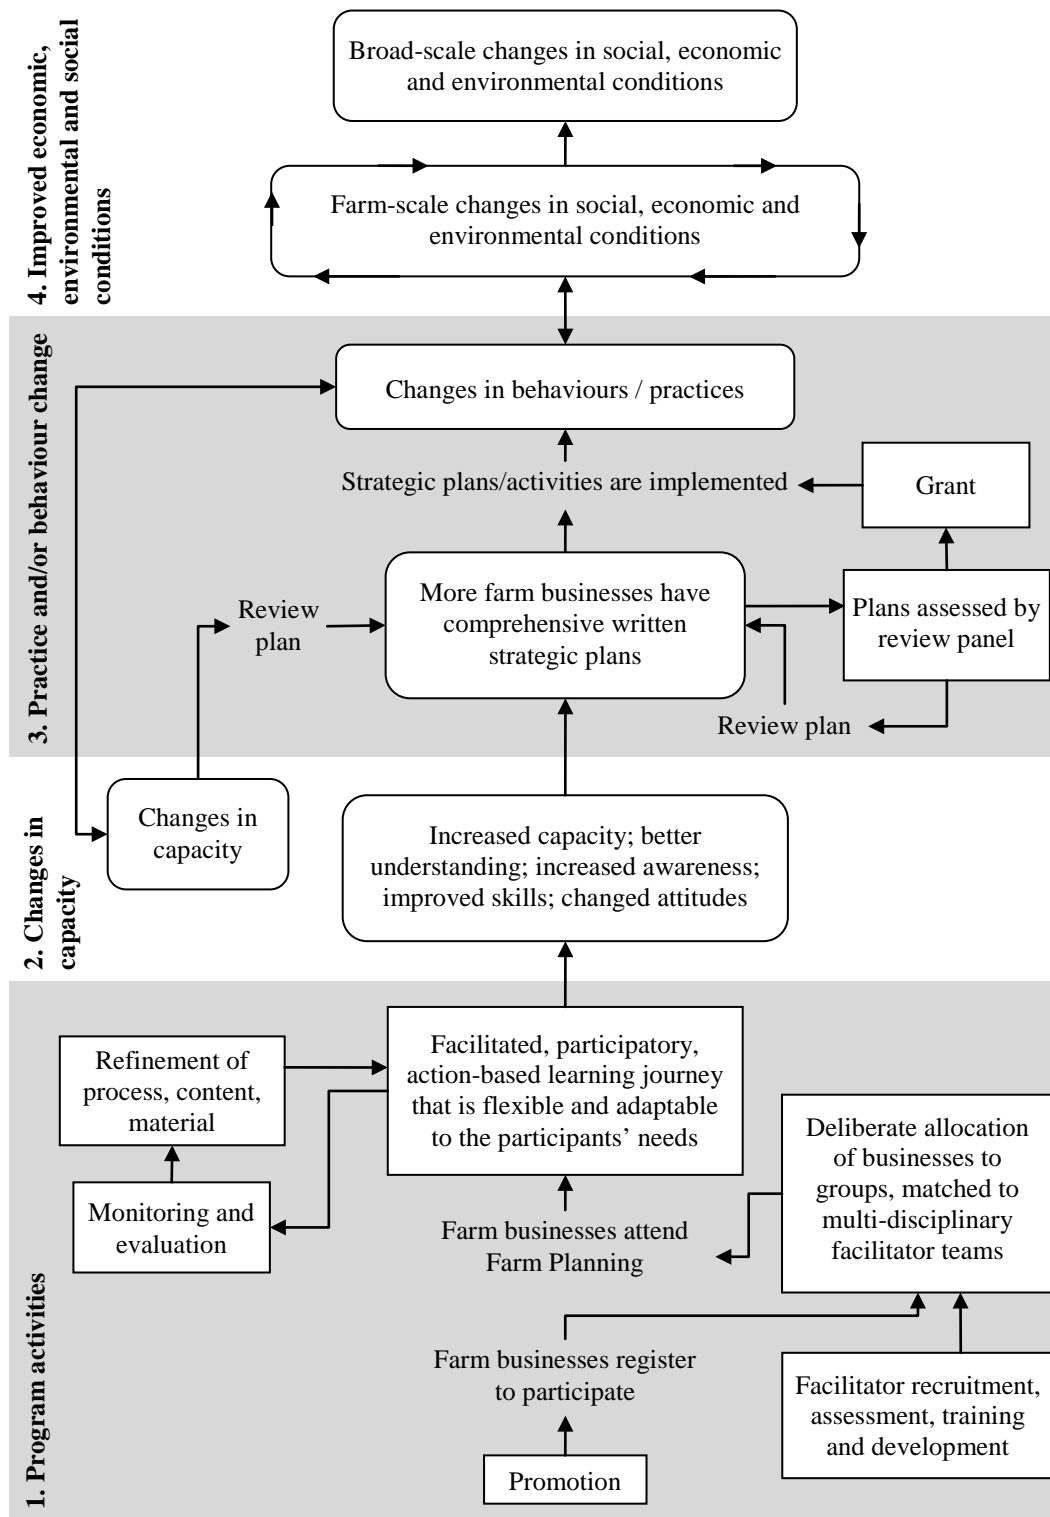 4. Improved economic,
environmental and social
conditions
Broad-scale changes in social, economic
and environmental conditions
Farm-scale changes in social, economic and
environmental conditions
3. Practice and/or behaviour change
Changes in behaviours / practices
Strategic plans/activities are implemented
Grant
More farm businesses have
comprehensive written
strategic plans
Review
plan
Plans assessed by
review panel
Review plan
2. Changes in
capacity
Changes in
capacity
Increased capacity; better
understanding; increased awareness;
improved skills; changed attitudes
1. Program activities
Refinement of
process, content,
material
Facilitated, participatory,
action-based learning journey
that is flexible and adaptable
to the participants’ needs
Monitoring and
evaluation
Deliberate allocation
of businesses to
groups, matched to
multi-disciplinary
facilitator teams
Farm businesses attend
Farm Planning
Farm businesses register
to participate
Facilitator recruitment,
assessment, training
and development
Promotion